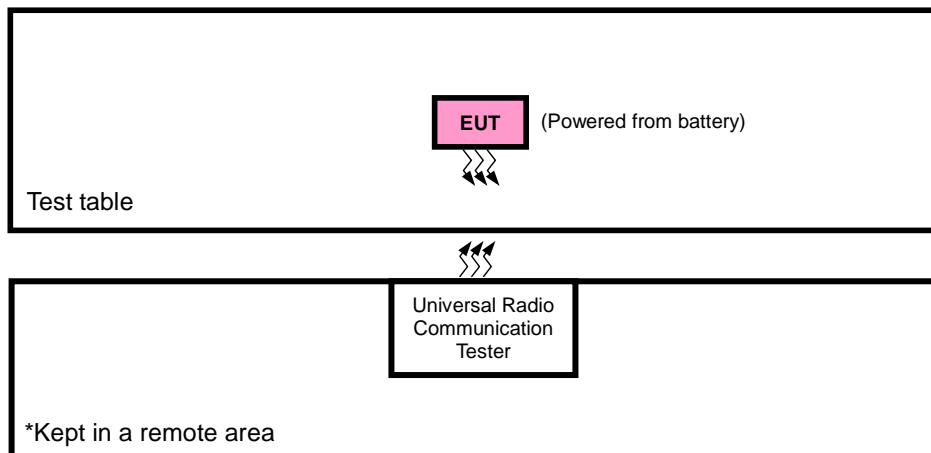 EUT
(Powered from battery)
Test table
Universal Radio
Communication
Tester
*Kept in a remote area